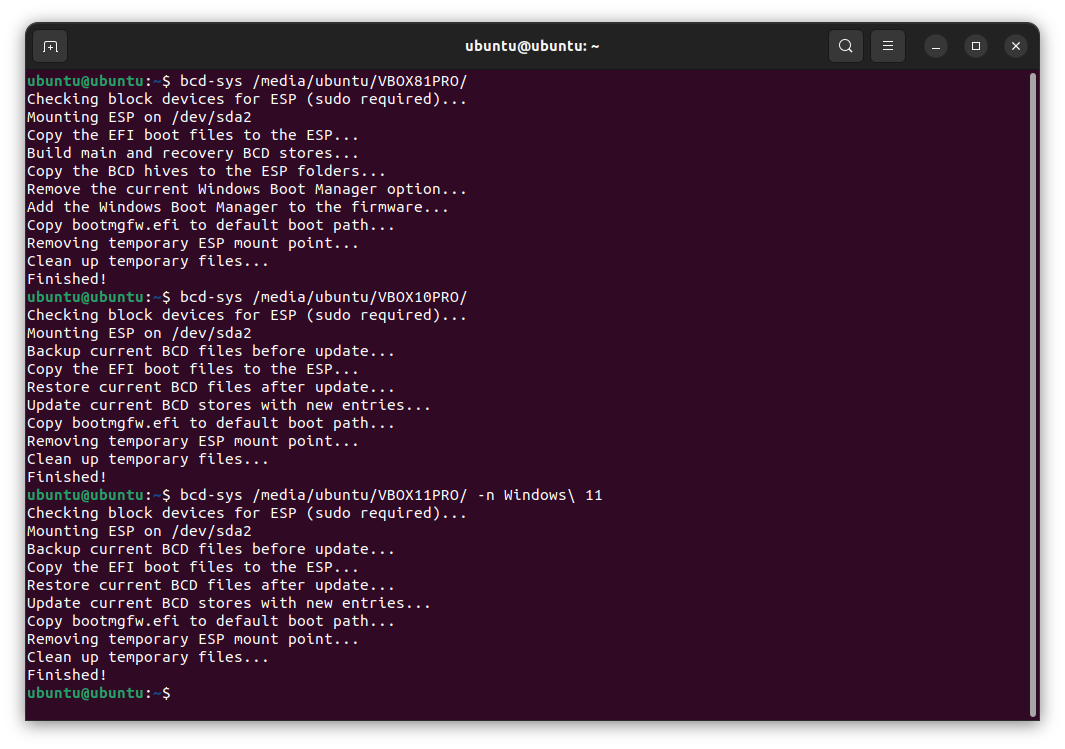 ubuntu@ubuntu: ~
ubuntu@ubuntu:~$ bcd-sys /media/ubuntu/VBOX81PRO/
Checking block devices for ESP (sudo required)...
Mounting ESP on /dev/sda2
Copy the EFI boot files to the ESP...
Build main and recovery BCD stores...
Copy the BCD hives to the ESP folders...
Remove the current Windows Boot Manager option...
Add the Windows Boot Manager to the firmware...
Copy bootmgfw.efi to default boot path...
Removing temporary ESP mount point...
Clean up temporary files...
Finished!
ubuntu@ubuntu:~$ bcd-sys /media/ubuntu/VBOX10PRO/
Checking block devices for ESP (sudo required)...
Mounting ESP on /dev/sda2
Backup current BCD files before update...
Copy the EFI boot files to the ESP...
Restore current BCD files after update...
Update current BCD stores with new entries...
Copy bootmgfw.efi to default boot path...
Removing temporary ESP mount point...
Clean up temporary files...
Finished!
ubuntu@ubuntu:~$ bcd-sys /media/ubuntu/VBOX11PRO/ -n Windows\ 11
Checking block devices for ESP (sudo required)...
Mounting ESP on /dev/sda2
Backup current BCD files before update...
Copy the EFI boot files to the ESP...
Restore current BCD files after update...
Update current BCD stores with new entries...
Copy bootmgfw.efi to default boot path...
Removing temporary ESP mount point...
Clean up temporary files...
Finished!
ubuntu@ubuntu:~$